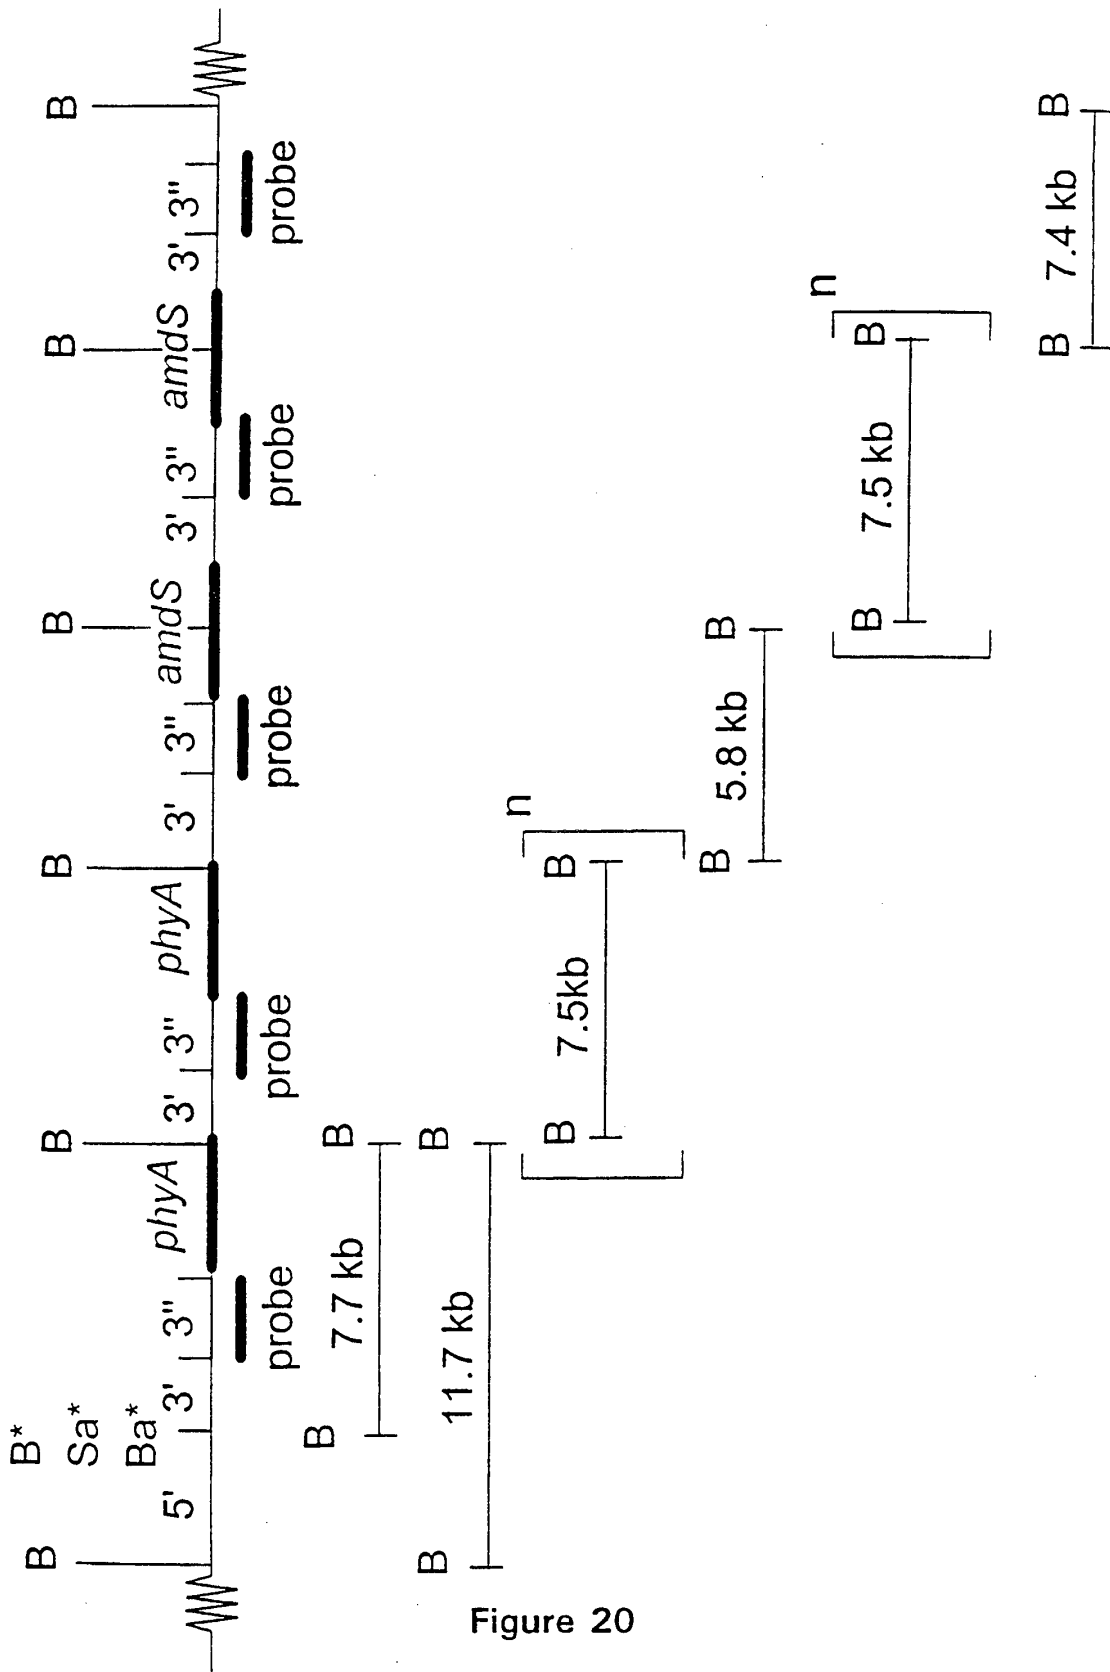 B B B B B B
B*
Sa*
Ba*
5' 3' 3" phyA 3' 3" phyA 3' 3" amdS 3' 3" amdS 3' 3"
probe probe probe probe probe
B 7.7 kb B
B 11.7 kb B
B 7.5kb B n
B 5.8 kb B
B 7.5 kb B n
B 7.4 kb B
Figure 20